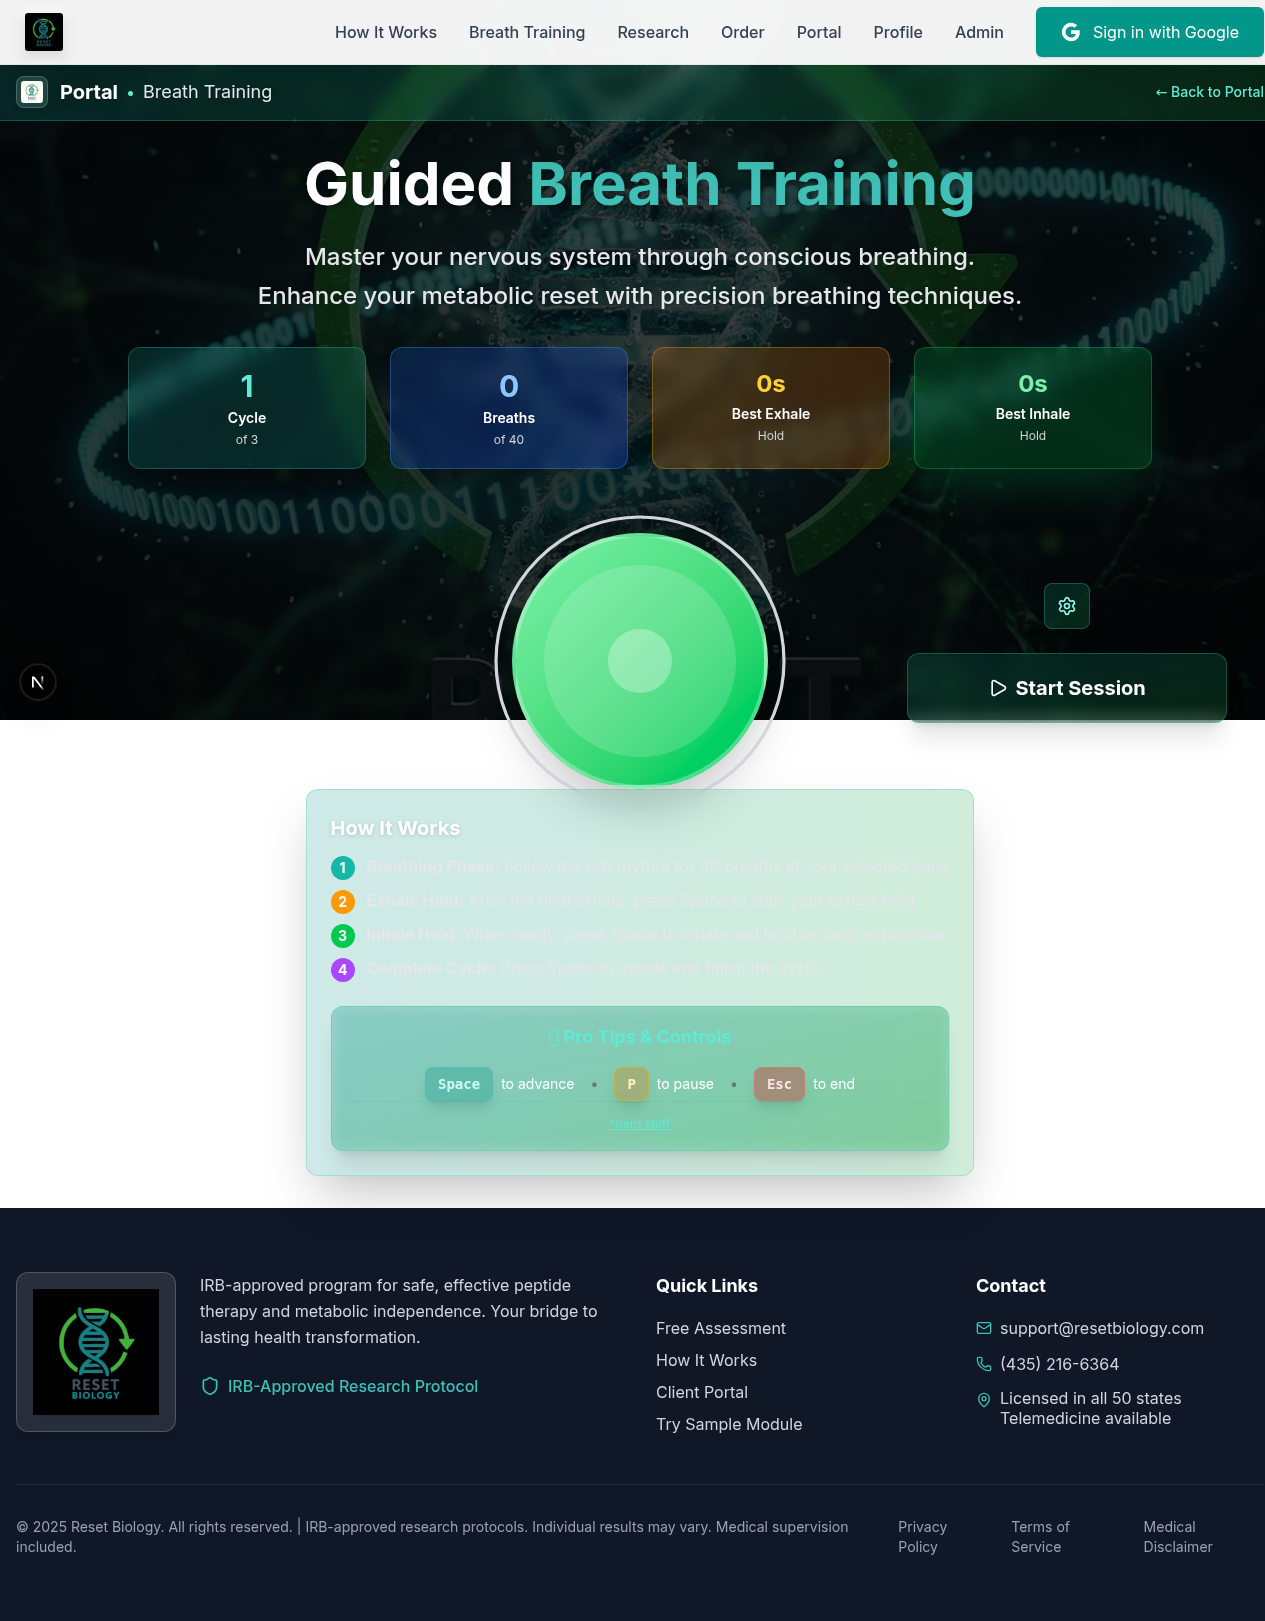 How It Works
Breath Training
Research
Order
Portal
Profile
Admin
Sign in with Google
Portal • Breath Training
← Back to Portal
Guided Breath Training
Master your nervous system through conscious breathing.
Enhance your metabolic reset with precision breathing techniques.
1
Cycle
of 3
0
Breaths
of 40
0s
Best Exhale
Hold
0s
Best Inhale
Hold
Start Session
N
How It Works
1 Breathing Phase: Follow the orb rhythm for 40 breaths at your selected pace
2 Exhale Hold: After the final exhale, press Space to start your exhale hold
3 Inhale Hold: When ready, press Space to inhale and hold as long as possible
4 Complete Cycle: Press Space to exhale and finish the cycle
Pro Tips & Controls
Space to advance • P to pause • Esc to end
*nerd stuff
RESET
BIOLOGY
IRB-approved program for safe, effective peptide
therapy and metabolic independence. Your bridge to
lasting health transformation.
IRB-Approved Research Protocol
Quick Links
Free Assessment
How It Works
Client Portal
Try Sample Module
Contact
support@resetbiology.com
(435) 216-6364
Licensed in all 50 states
Telemedicine available
© 2025 Reset Biology. All rights reserved. | IRB-approved research protocols. Individual results may vary. Medical supervision
included.
Privacy
Policy
Terms of
Service
Medical
Disclaimer